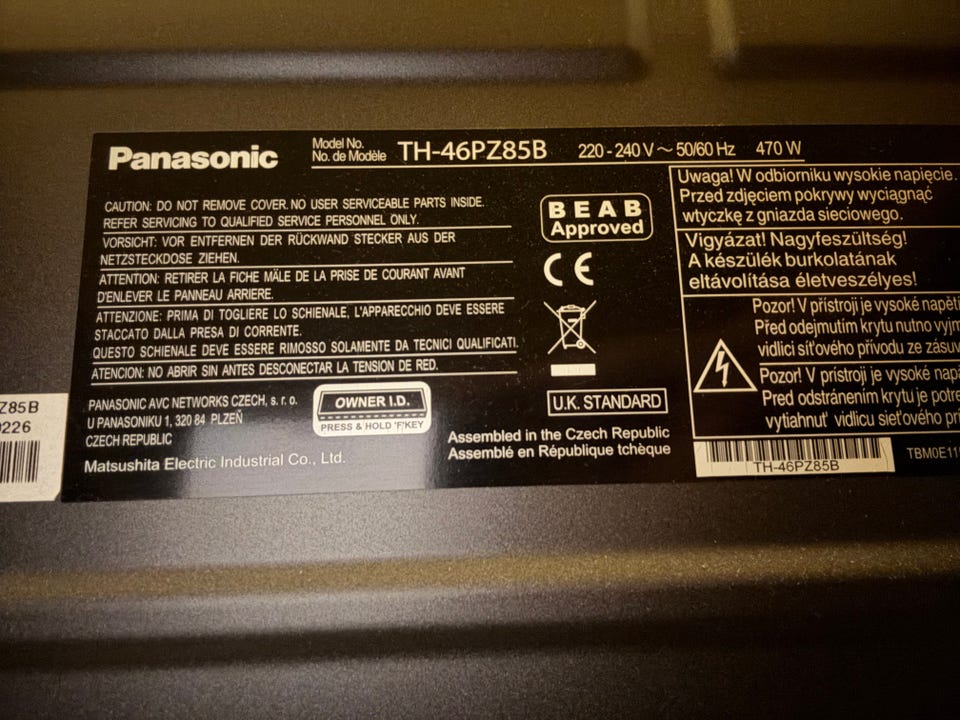 Panasonic
Model No.
No. de Modèle
TH-46PZ85B
220 - 240 V ~ 50/60 Hz
470 W
CAUTION: DO NOT REMOVE COVER. NO USER SERVICEABLE PARTS INSIDE.
REFER SERVICING TO QUALIFIED SERVICE PERSONNEL ONLY.
VORSICHT: VOR ENTFERNEN DER RÜCKWAND STECKER AUS DER
NETZSTECKDOSE ZIEHEN.
ATTENTION: RETIRER LA FICHE MÄLE DE LA PRISE DE COURANT AVANT
D'ENLEVER LE PANNEAU ARRIERE.
ATTENZIONE: PRIMA DI TOGLIERE LO SCHIENALE, L'APPARECCHIO DEVE ESSERE
STACCATO DALLA PRESA DI CORRENTE.
QUESTO SCHIENALE DEVE ESSERE RIMOSSO SOLAMENTE DA TECNICI QUALIFICATI.
ATENCION: NO ABRIR SIN ANTES DESCONECTAR LA TENSION DE RED.
PANASONIC AVC NETWORKS CZECH, s. r. o.
U PANASONIKU 1, 320 84 PLZEŇ
CZECH REPUBLIC
Matsushita Electric Industrial Co., Ltd.
OWNER I.D.
PRESS & HOLD 'F'KEY
BEAB
Approved
CE
U.K. STANDARD
Assembled in the Czech Republic
Assemblé en République tchèque
Uwaga! W odbiorniku wysokie napięcie.
Przed zdjęciem pokrywy wyciągnąć
wtyczkę z gniazda sieciowego.
Vigyázat! Nagyfeszültség!
A készülék burkolatának
eltávolítása életveszélyes!
Pozor! V přístroji je vysoké napětí
Před odejmutím krytu nutno vyjm
vidlici síťového přívodu ze zásuv
Pozor! V prístroji je vysoké napä
Pred odstránením krytu je potre
vytiahnuť vidlicu sieťového prí
TH-46PZ85B
TBM0E11
Z85B
0226